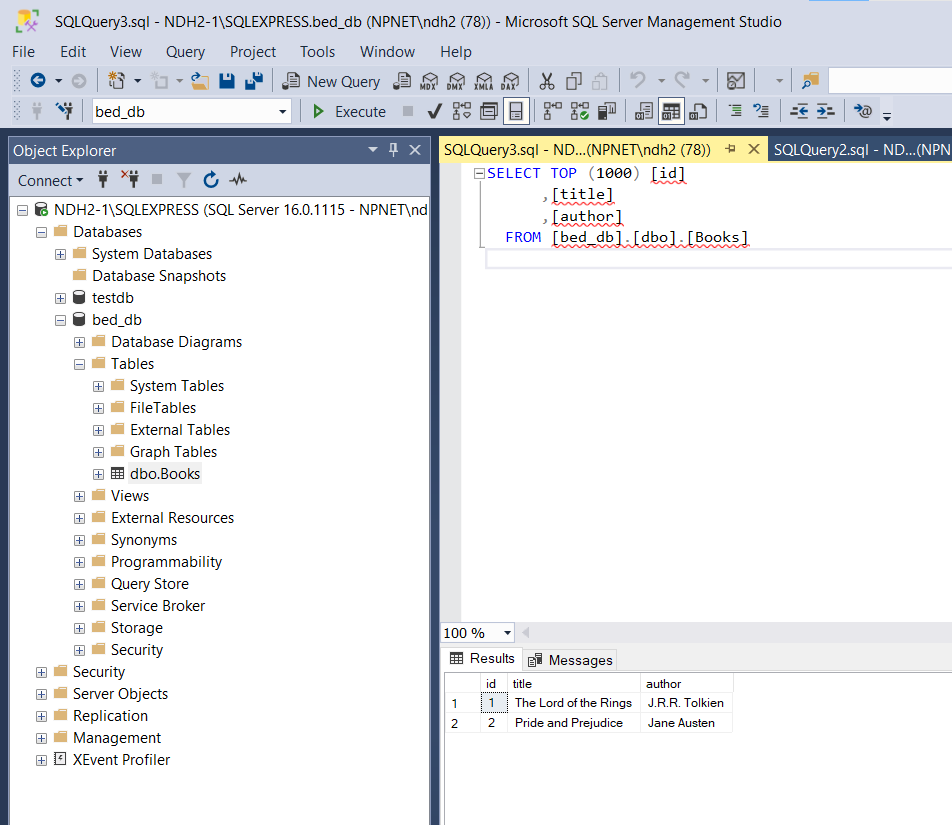 SQLQuery3.sql - NDH2-1\SQLEXPRESS.bed_db (NPNET\ndh2 (78)) - Microsoft SQL Server Management Studio
File Edit View Query Project Tools Window Help
New Query MDX DMX XMLA DAX
bed_db Execute
Object Explorer
Connect
NDH2-1\SQLEXPRESS (SQL Server 16.0.1115 - NPNET\nd
Databases
System Databases
Database Snapshots
testdb
bed_db
Database Diagrams
Tables
System Tables
FileTables
External Tables
Graph Tables
dbo.Books
Views
External Resources
Synonyms
Programmability
Query Store
Service Broker
Storage
Security
Security
Server Objects
Replication
Management
XEvent Profiler
SQLQuery3.sql - ND...(NPNET\ndh2 (78)) SQLQuery2.sql - ND...(NPN
SELECT TOP (1000) [id]
,[title]
,[author]
FROM [bed_db].[dbo].[Books]
100 %
Results Messages
id title author
1 1 The Lord of the Rings J.R.R. Tolkien
2 2 Pride and Prejudice Jane Austen